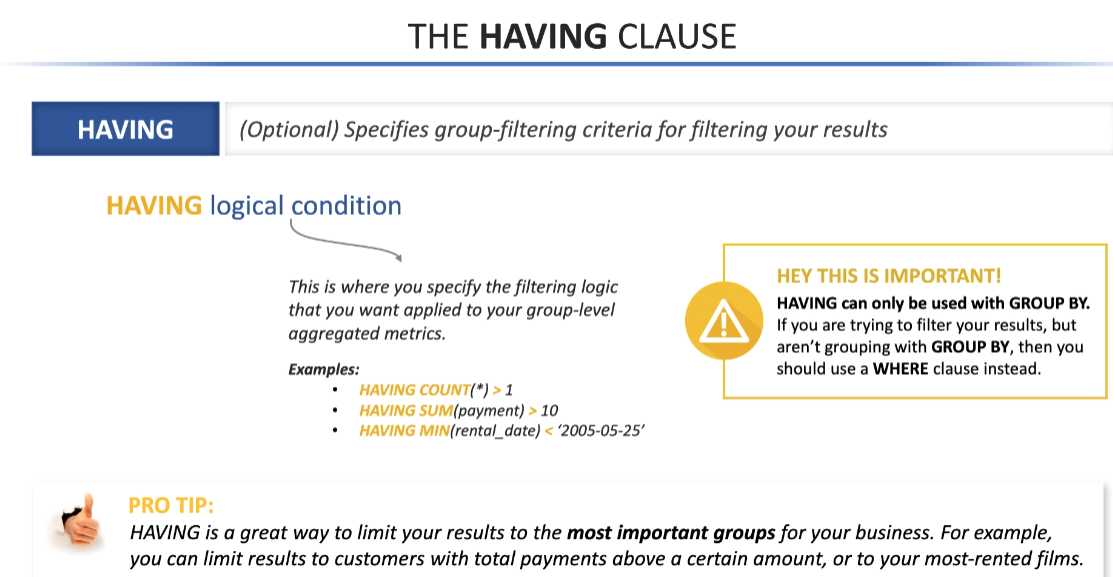 THE HAVING CLAUSE
HAVING
(Optional) Specifies group-filtering criteria for filtering your results
HAVING logical condition
This is where you specify the filtering logic
that you want applied to your group-level
aggregated metrics.
Examples:
• HAVING COUNT(*) > 1
• HAVING SUM(payment) > 10
• HAVING MIN(rental_date) < ‘2005-05-25’
HEY THIS IS IMPORTANT!
HAVING can only be used with GROUP BY.
If you are trying to filter your results, but
aren’t grouping with GROUP BY, then you
should use a WHERE clause instead.
PRO TIP:
HAVING is a great way to limit your results to the most important groups for your business. For example,
you can limit results to customers with total payments above a certain amount, or to your most-rented films.